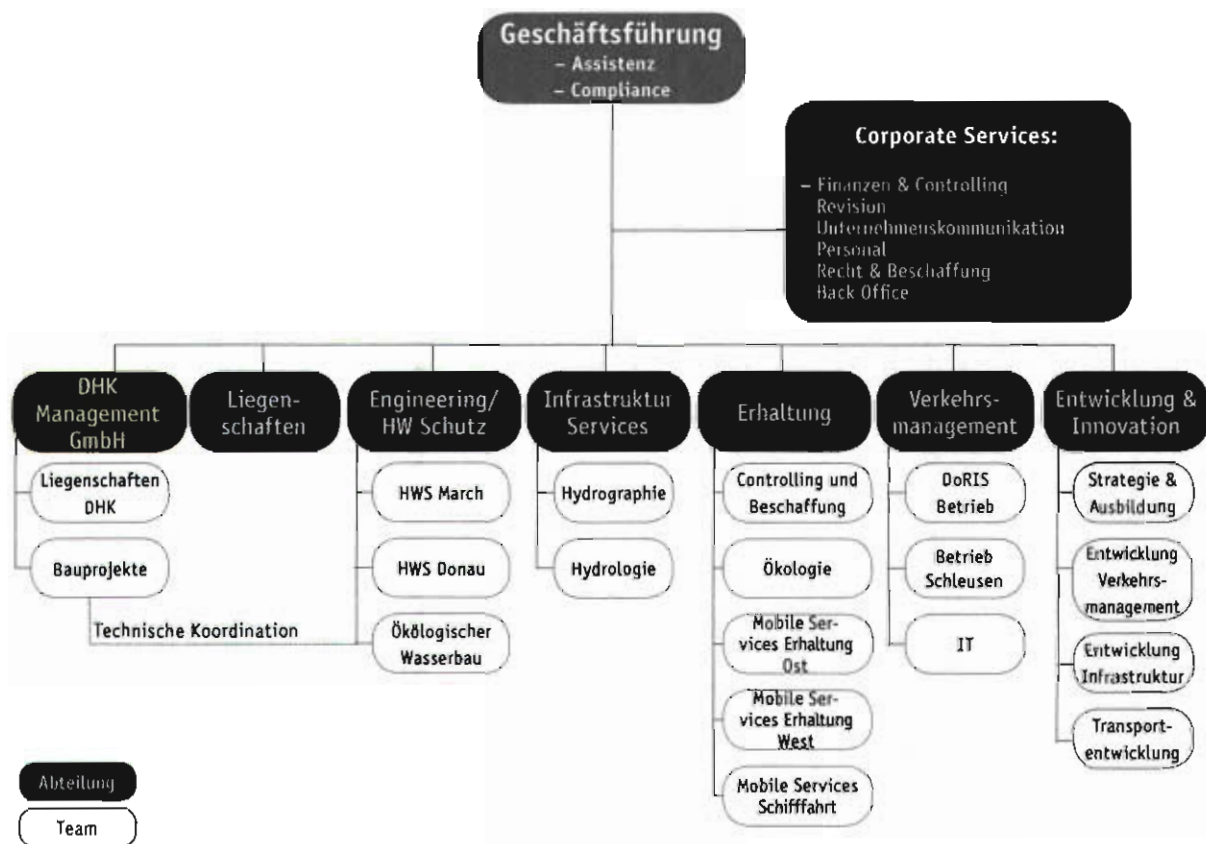 Geschäftsführung
– Assistenz
– Compliance
Corporate Services:
– Finanzen & Controlling
Revision
Unternehmenskommunikation
Personal
Recht & Beschaffung
Back Office
DHK
Management
GmbH
Liegen-
schaften
Engineering/
HW Schutz
Infrastruktur
Services
Erhaltung
Verkehrs-
management
Entwicklung &
Innovation
Liegenschaften
DHK
Bauprojekte
Technische Koordination
HWS March
HWS Donau
Ökölogischer
Wasserbau
Hydrographie
Hydrologie
Controlling und
Beschaffung
Ökologie
Mobile Ser-
vices Erhaltung
Ost
Mobile Ser-
vices Erhaltung
West
Mobile Services
Schifffahrt
DoRIS
Betrieb
Betrieb
Schleusen
IT
Strategie &
Ausbildung
Entwicklung
Verkehrs-
management
Entwicklung
Infrastruktur
Transport-
entwicklung
Abteilung
Team